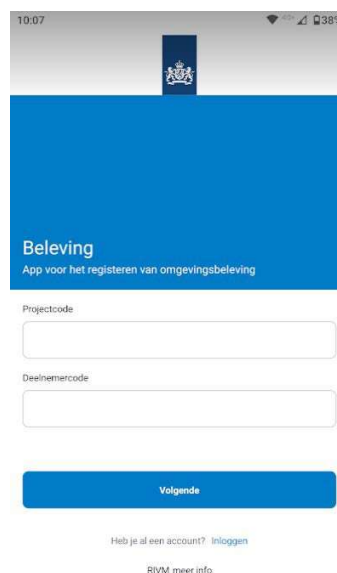 10:07
38%
Beleving
App voor het registeren van omgevingsbeleving
Projectcode
Deelnemercode
Volgende
Heb je al een account? Inloggen
RIVM meer info.